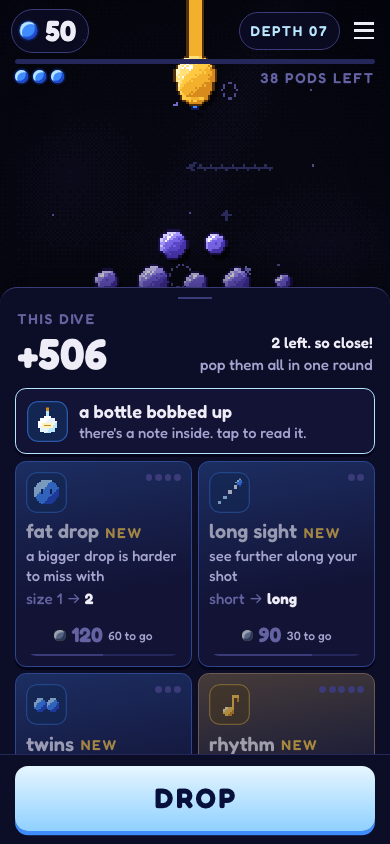 50
DEPTH 07
38 PODS LEFT
THIS DIVE
+506
2 left. so close!
pop them all in one round
a bottle bobbed up
there's a note inside. tap to read it.
fat drop NEW
a bigger drop is harder
to miss with
size 1 → 2
120 60 to go
long sight NEW
see further along your
shot
short → long
90 30 to go
twins NEW
rhythm NEW
DROP